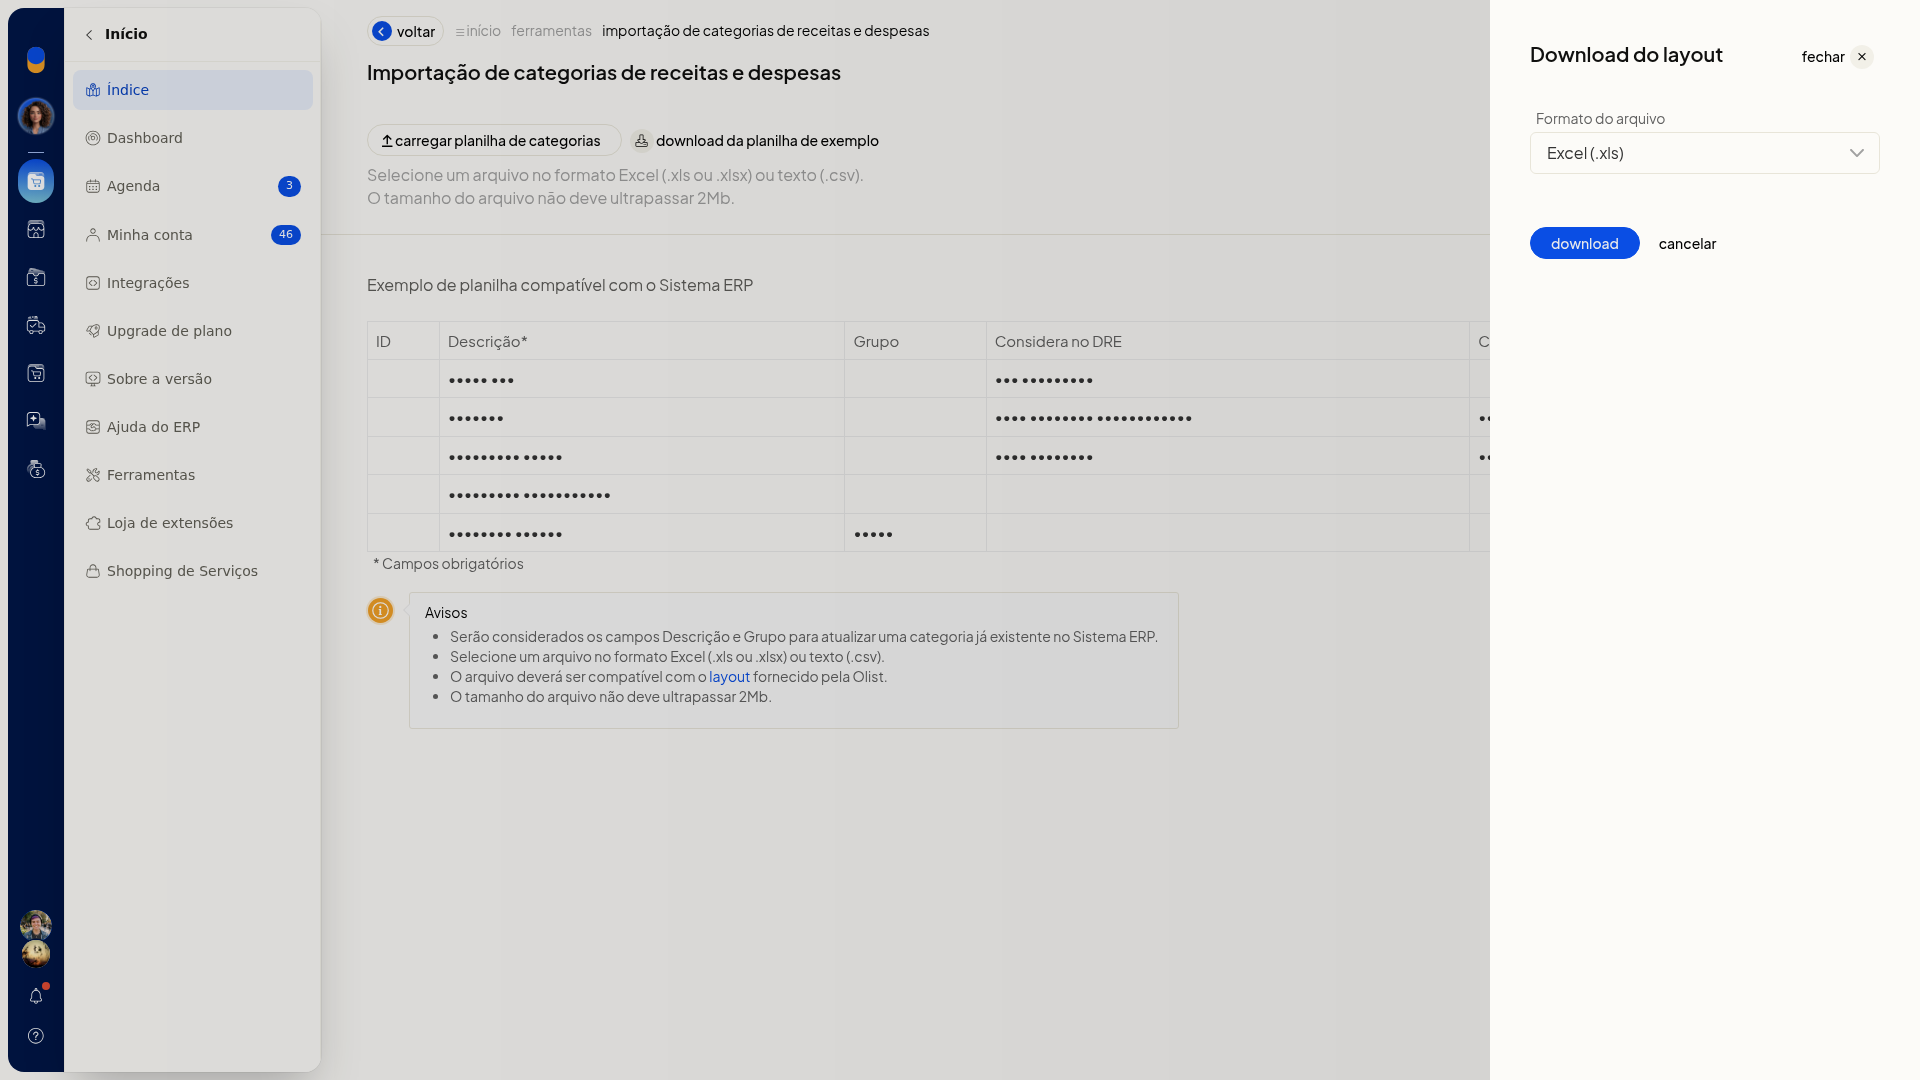 Início
Índice
Dashboard
Agenda
3
Minha conta
46
Integrações
Upgrade de plano
Sobre a versão
Ajuda do ERP
Ferramentas
Loja de extensões
Shopping de Serviços
voltar
início ferramentas importação de categorias de receitas e despesas
Importação de categorias de receitas e despesas
carregar planilha de categorias
download da planilha de exemplo
Selecione um arquivo no formato Excel (.xls ou .xlsx) ou texto (.csv).
O tamanho do arquivo não deve ultrapassar 2Mb.
Exemplo de planilha compatível com o Sistema ERP
ID Descrição* Grupo Considera no DRE C
••••• ••• ••• •••••••••
••••••• •••• •••••••• •••••••••••• ••
••••••••• ••••• •••• •••••••• ••
••••••••• •••••••••••
•••••••• •••••• •••••
* Campos obrigatórios
Avisos
• Serão considerados os campos Descrição e Grupo para atualizar uma categoria já existente no Sistema ERP.
• Selecione um arquivo no formato Excel (.xls ou .xlsx) ou texto (.csv).
• O arquivo deverá ser compatível com o layout fornecido pela Olist.
• O tamanho do arquivo não deve ultrapassar 2Mb.
Download do layout
fechar
Formato do arquivo
Excel (.xls)
download
cancelar